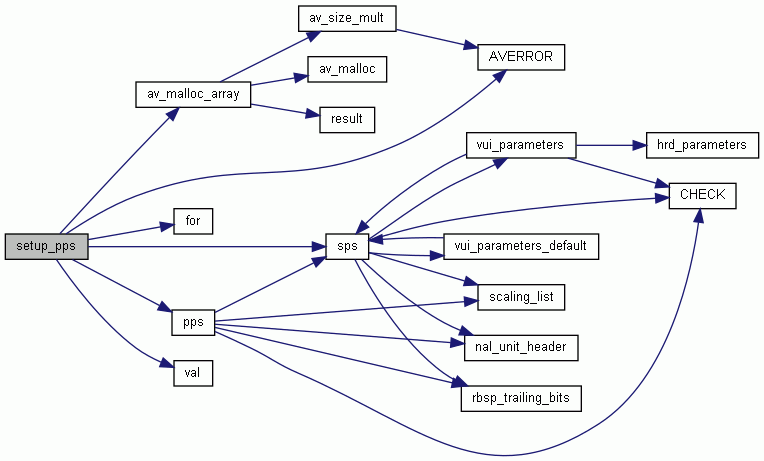 av_size_mult
AVERROR
av_malloc
av_malloc_array
result
vui_parameters
hrd_parameters
CHECK
for
setup_pps
sps
vui_parameters_default
scaling_list
pps
nal_unit_header
val
rbsp_trailing_bits